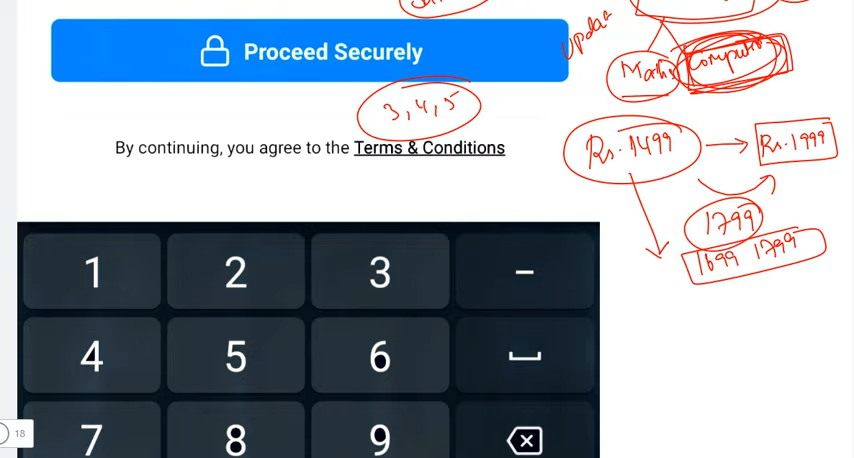 Update
Proceed Securely
Maths
Computer
3, 4, 5
By continuing, you agree to the Terms & Conditions
Rs. 1499
Rs. 1999
1799
1699 1799
1 2 3 –
4 5 6
7 8 9
18